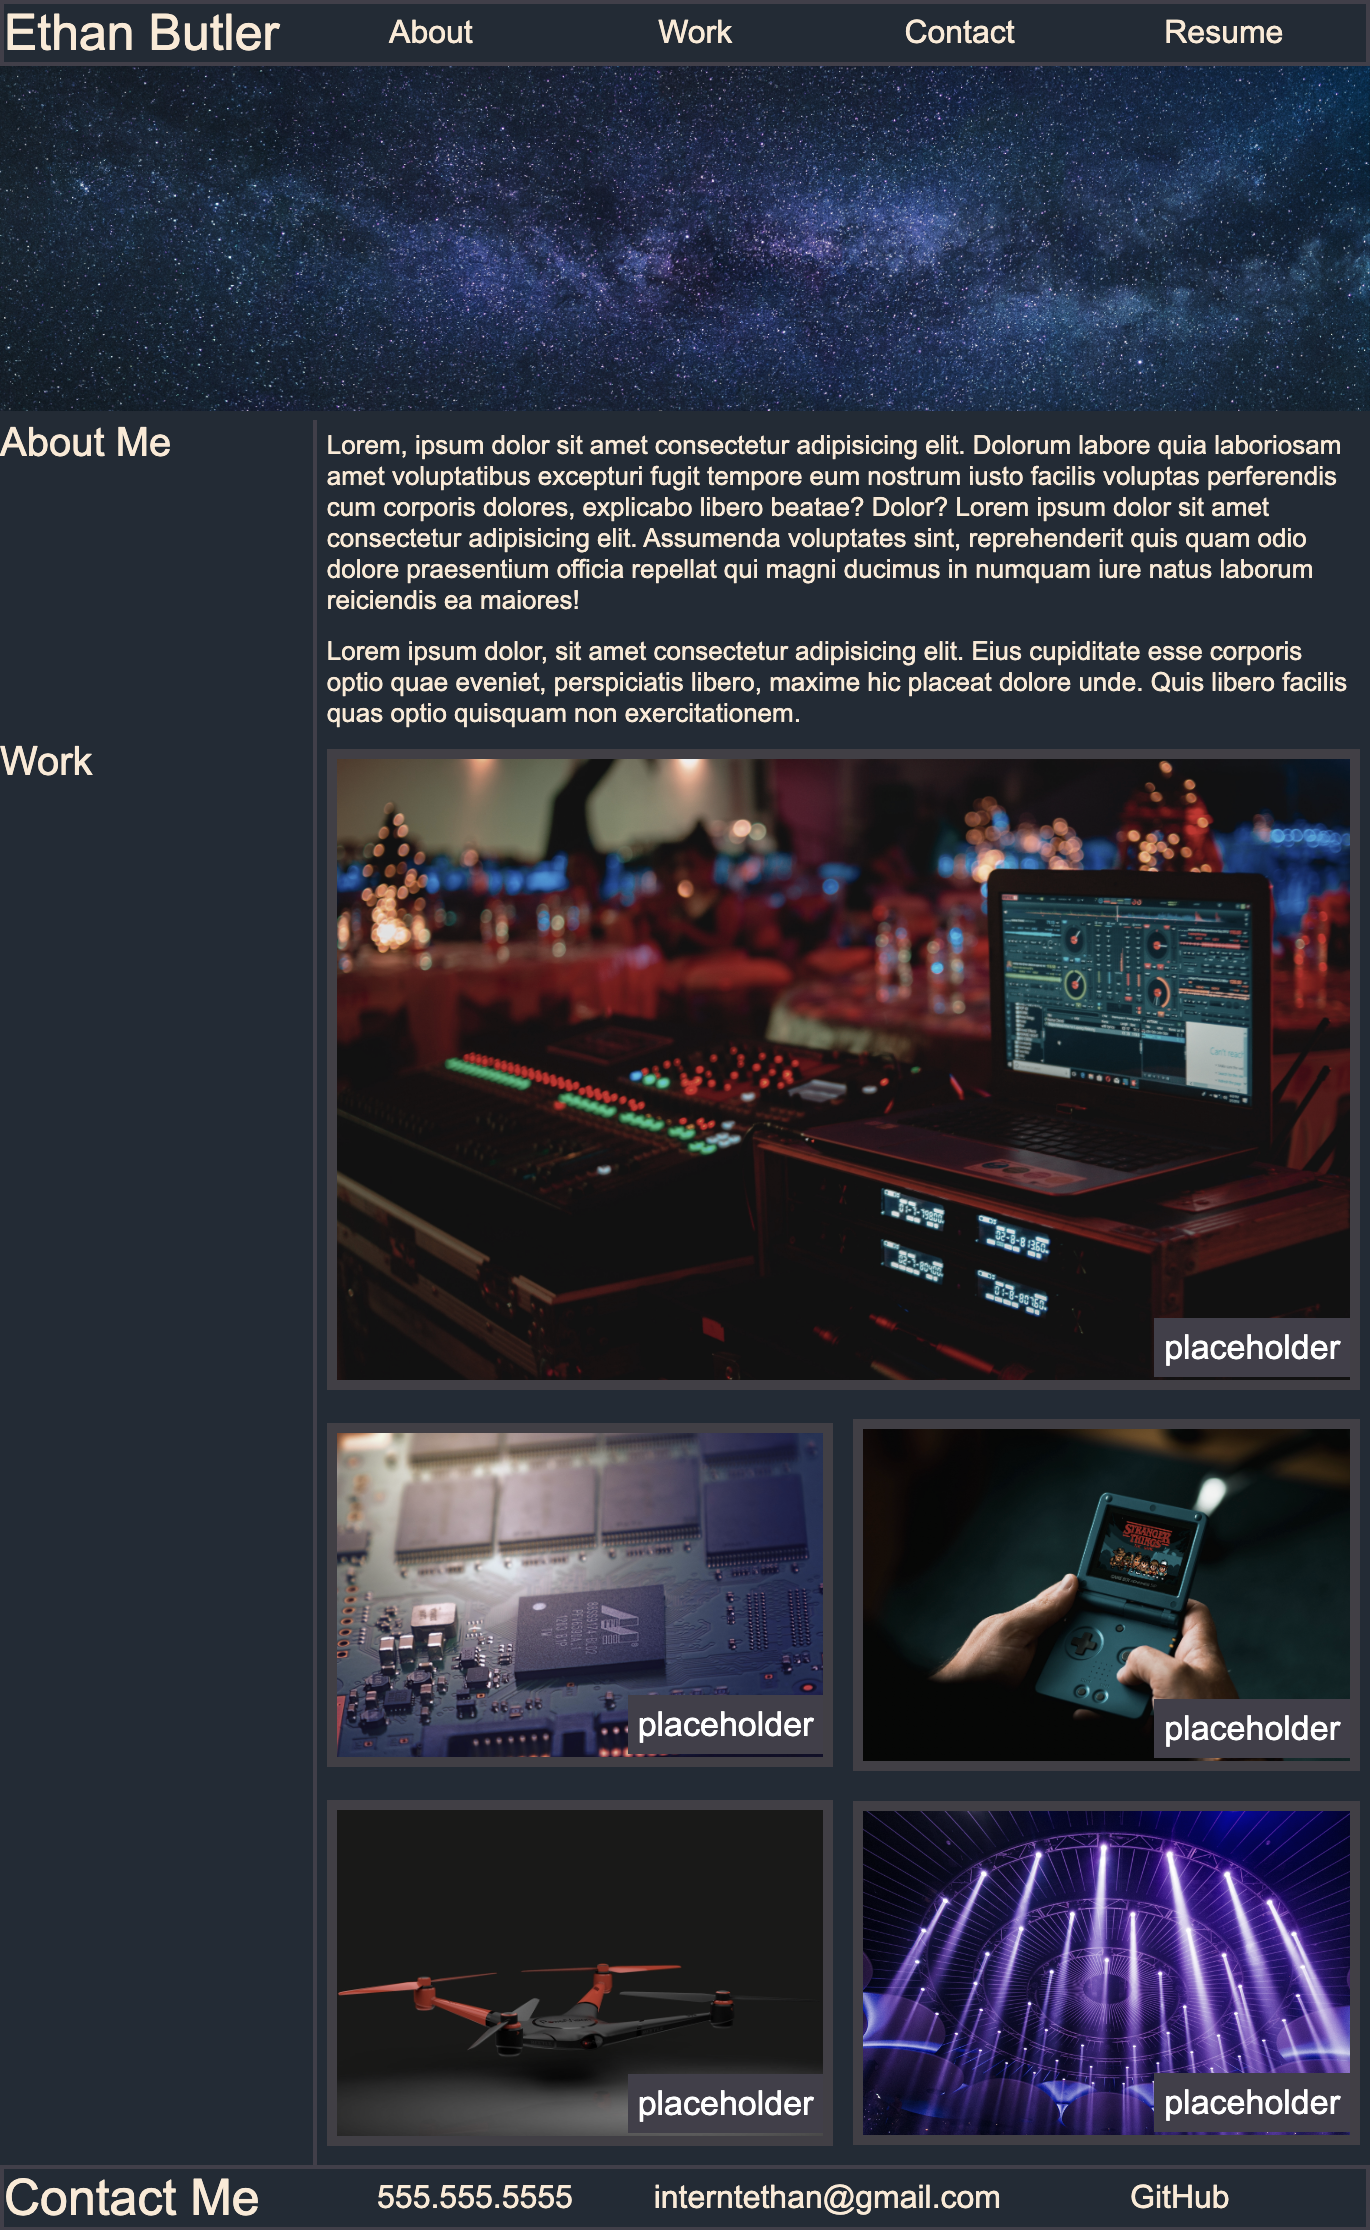 Ethan Butler About Work Contact Resume
About Me
Lorem, ipsum dolor sit amet consectetur adipisicing elit. Dolorum labore quia laboriosam
amet voluptatibus excepturi fugit tempore eum nostrum iusto facilis voluptas perferendis
cum corporis dolores, explicabo libero beatae? Dolor? Lorem ipsum dolor sit amet
consectetur adipisicing elit. Assumenda voluptates sint, reprehenderit quis quam odio
dolore praesentium officia repellat qui magni ducimus in numquam iure natus laborum
reiciendis ea maiores!
Lorem ipsum dolor, sit amet consectetur adipisicing elit. Eius cupiditate esse corporis
optio quae eveniet, perspiciatis libero, maxime hic placeat dolore unde. Quis libero facilis
quas optio quisquam non exercitationem.
Work
Can't reach
placeholder
STRANGER
THINGS
placeholder
placeholder
placeholder
placeholder
Contact Me 555.555.5555 interntethan@gmail.com GitHub